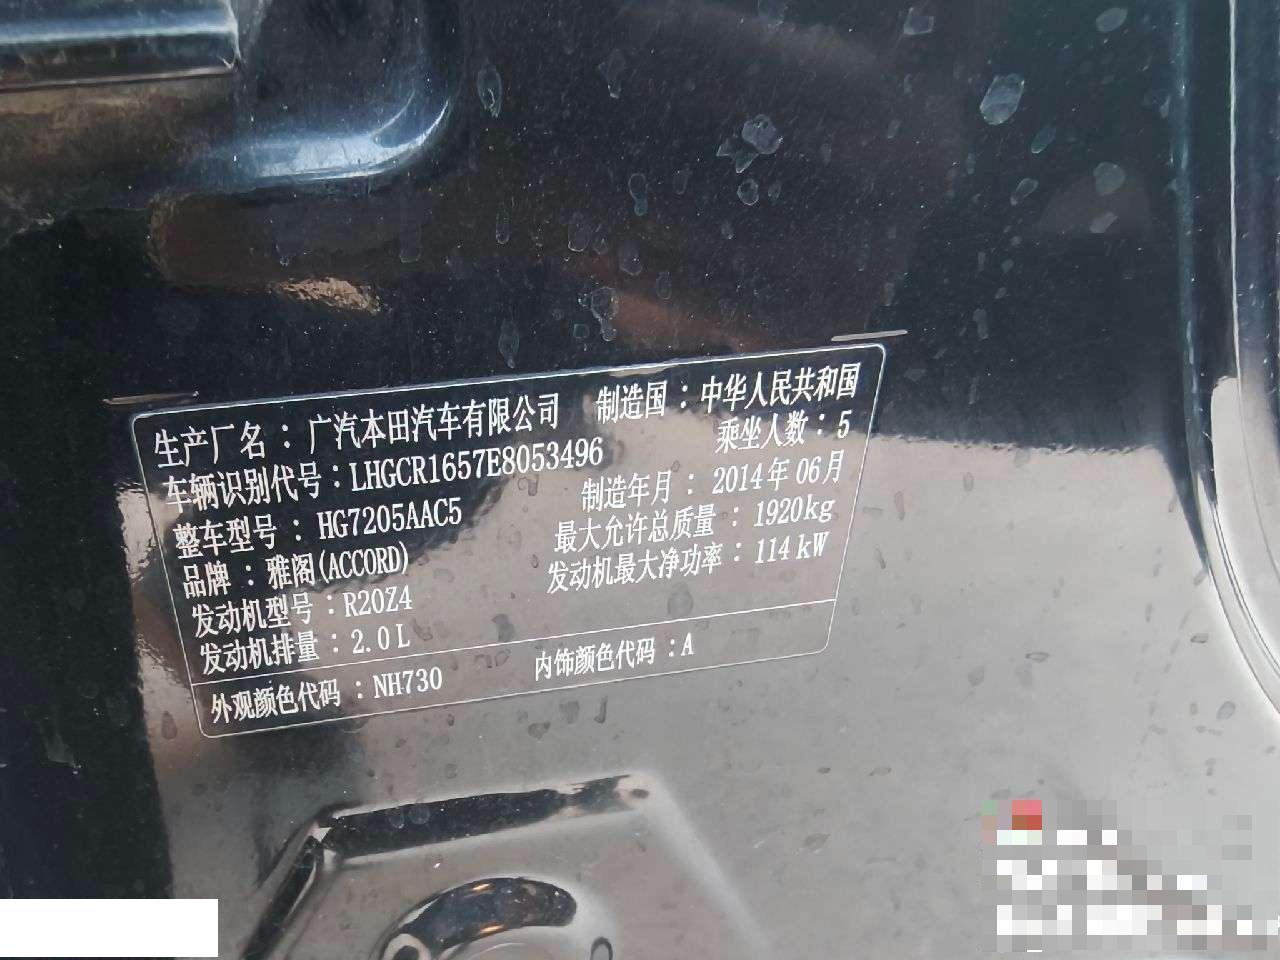 生产厂名：广汽本田汽车有限公司 制造国：中华人民共和国
车辆识别代号：LHGCR1657E8053496 乘坐人数：5
整车型号：HG7205AAC5 制造年月：2014年06月
品牌：雅阁(ACCORD) 最大允许总质量：1920kg
发动机型号：R20Z4 发动机最大净功率：114kW
发动机排量：2.0L
外观颜色代码：NH730 内饰颜色代码：A